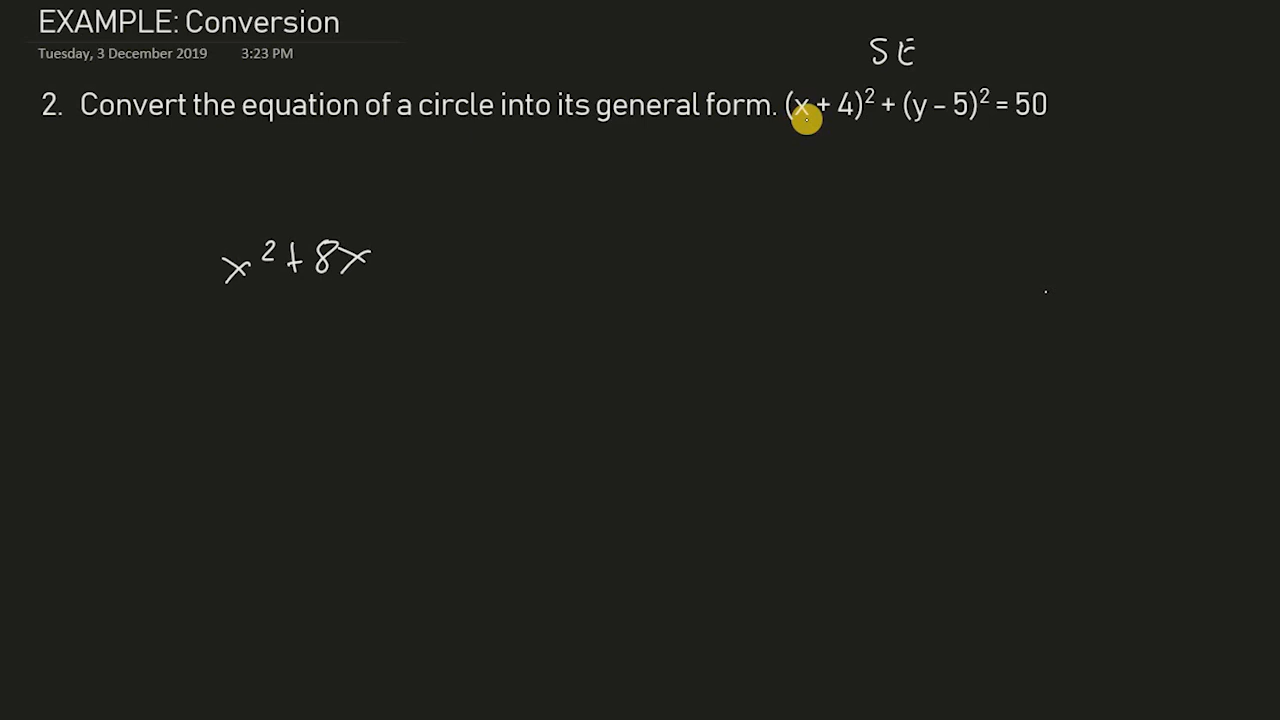 EXAMPLE: Conversion
Tuesday, 3 December 2019 3:23 PM
SE
2. Convert the equation of a circle into its general form. (x + 4)² + (y – 5)² = 50
x² + 8x